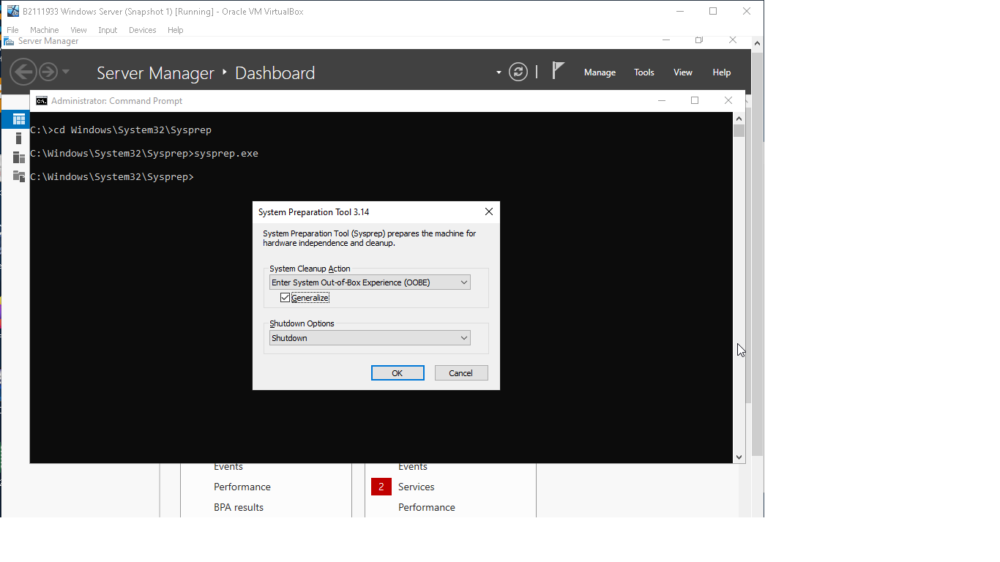 B2111933 Windows Server (Snapshot 1) [Running] - Oracle VM VirtualBox
File Machine View Input Devices Help
Server Manager
Server Manager Dashboard
Manage Tools View Help
Administrator: Command Prompt
C:\>cd Windows\System32\Sysprep
C:\Windows\System32\Sysprep>sysprep.exe
C:\Windows\System32\Sysprep>
System Preparation Tool 3.14
System Preparation Tool (Sysprep) prepares the machine for
hardware independence and cleanup.
System Cleanup Action
Enter System Out-of-Box Experience (OOBE)
Generalize
Shutdown Options
Shutdown
OK Cancel
Events
Performance
BPA results
Events
2 Services
Performance